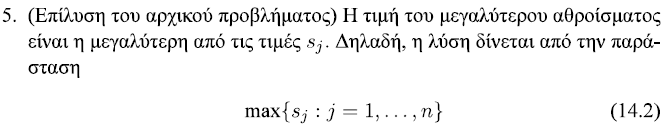 5. (Επίλυση του αρχικού προβλήματος) Η τιμή του μεγαλύτερου αθροίσματος
είναι η μεγαλύτερη από τις τιμές s_j. Δηλαδή, η λύση δίνεται από την παρά-
σταση
max{s_j : j = 1, . . . , n} (14.2)